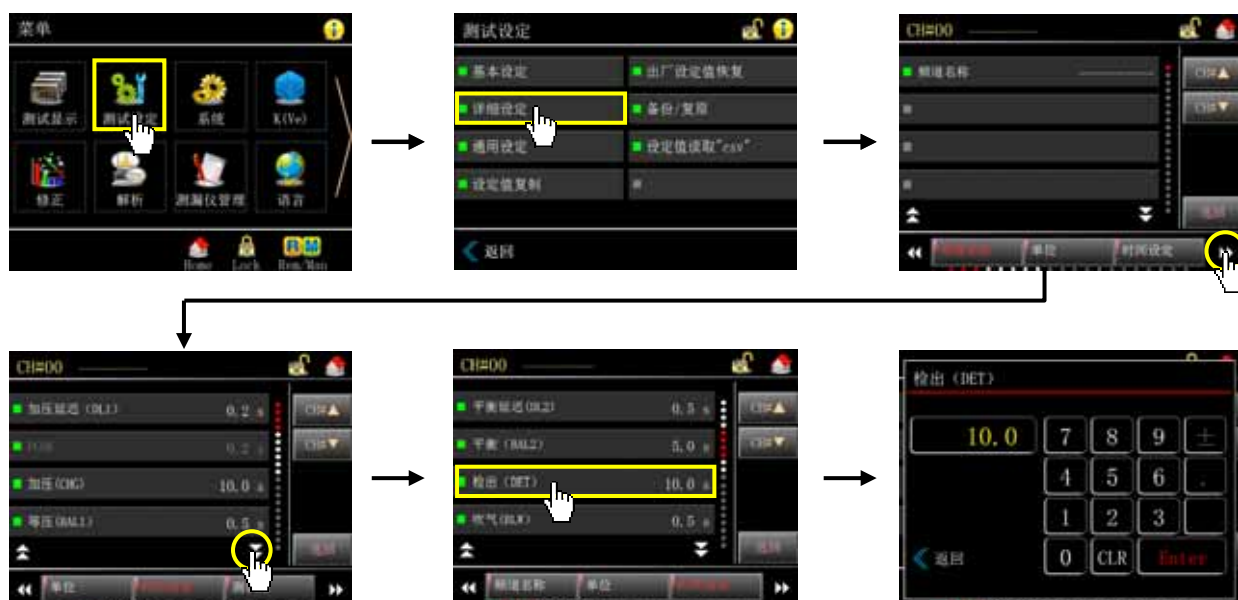 菜单
测试显示
测试设定
系统
K(Ve)
修正
解析
测漏仪管理
语言
Home
Lock
Rem/Man
测试设定
基本设定
出厂设定值恢复
详细设定
备份/复原
通用设定
设定值读取"csv"
设定值复制
返回
CH#00
频道名称
CH#▲
CH#▼
返回
单位
时间设定
CH#00
加压延迟 (DL1)
0.2 s
0.2 s
加压(CHG)
10.0 s
等压(BAL1)
0.5 s
CH#▲
CH#▼
返回
单位
CH#00
平衡延迟(DL2)
0.5 s
平衡 (BAL2)
5.0 s
检出 (DET)
10.0 s
吹气(BLW)
0.5 s
CH#▲
CH#▼
返回
频道名称
单位
检出 (DET)
10.0
7 8 9 ±
4 5 6 .
1 2 3
返回
0 CLR Enter